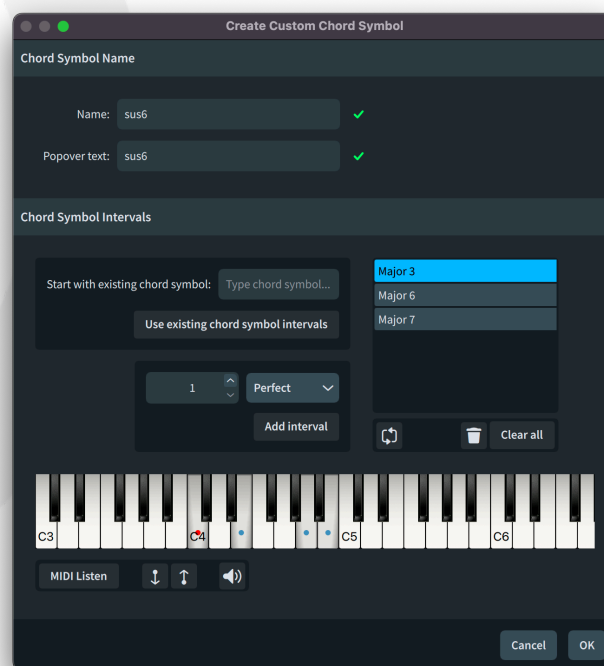 Create Custom Chord Symbol
Chord Symbol Name
Name: sus6
Popover text: sus6
Chord Symbol Intervals
Start with existing chord symbol: Type chord symbol...
Use existing chord symbol intervals
1 Perfect
Add interval
Major 3
Major 6
Major 7
Clear all
C3 C4 C5 C6
MIDI Listen
Cancel OK